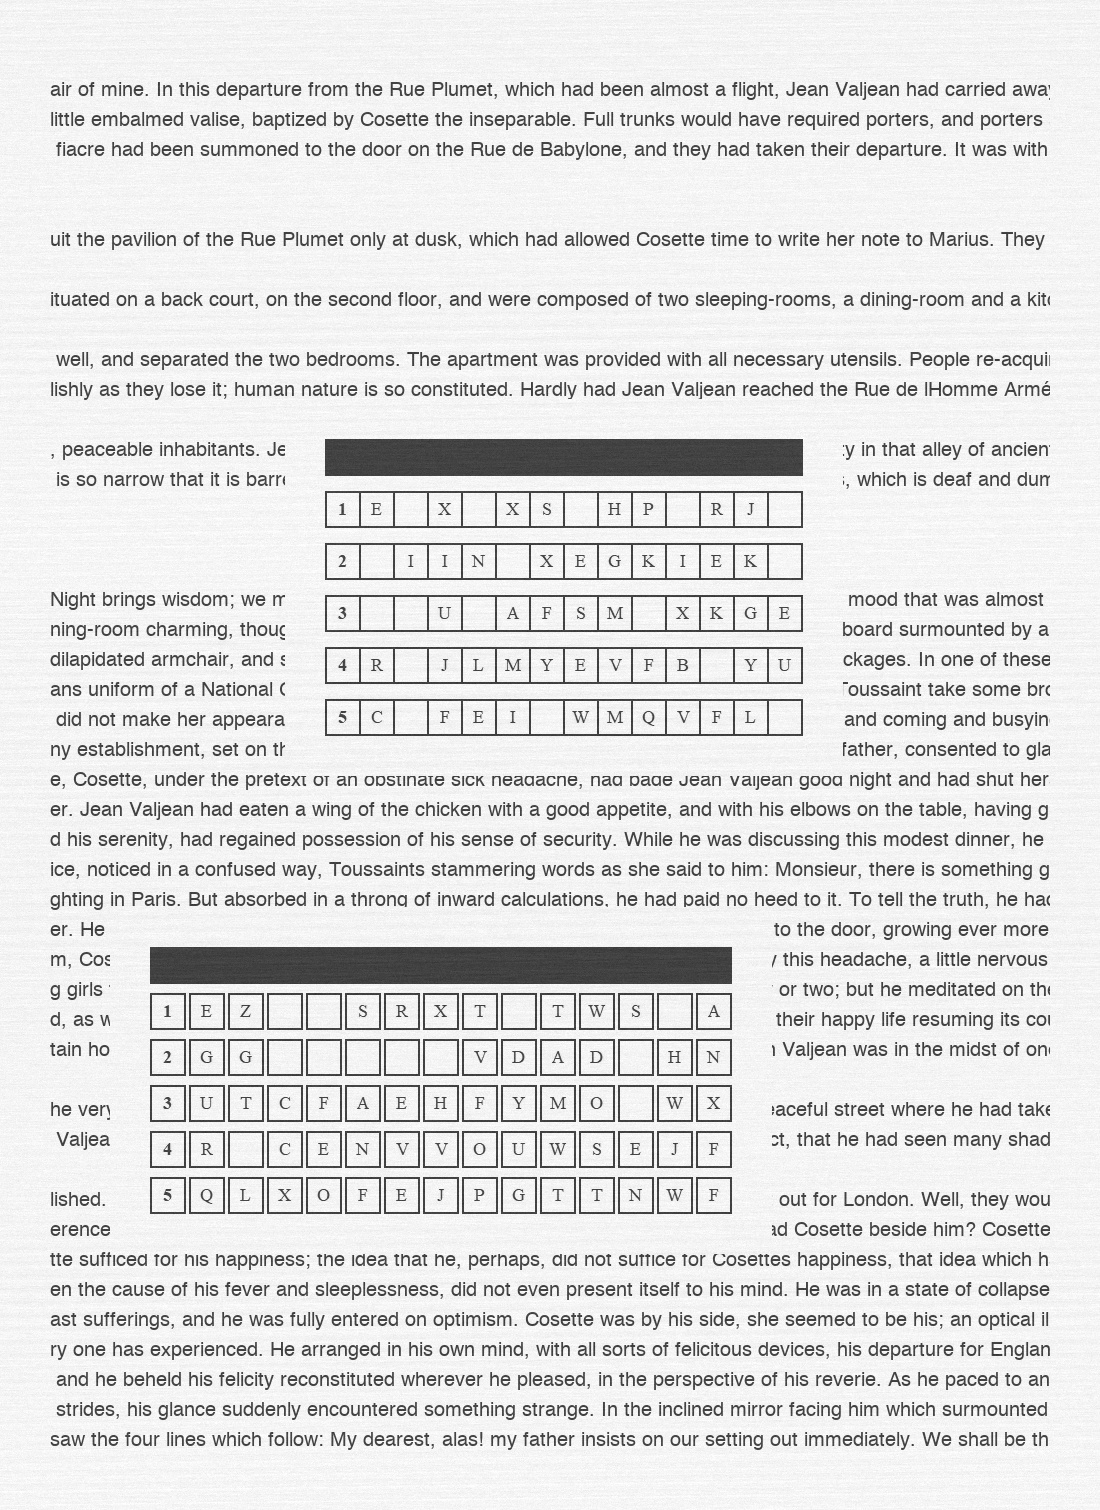 air of mine. In this departure from the Rue Plumet, which had been almost a flight, Jean Valjean had carried away
little embalmed valise, baptized by Cosette the inseparable. Full trunks would have required porters, and porters
fiacre had been summoned to the door on the Rue de Babylone, and they had taken their departure. It was with
uit the pavilion of the Rue Plumet only at dusk, which had allowed Cosette time to write her note to Marius. They
ituated on a back court, on the second floor, and were composed of two sleeping-rooms, a dining-room and a
well, and separated the two bedrooms. The apartment was provided with all necessary utensils. People
lishly as they lose it; human nature is so constituted. Hardly had Jean Valjean reached the Rue de lHomme Armé
, peaceable inhabitants. Je y in that alley of ancien
is so narrow that it is barre , which is deaf and dum
1 E X X S H P R J
2 I I N X E G K I E K
Night brings wisdom; we m mood that was almost
3 U A F S M X K G E
ning-room charming, thoug board surmounted by a
dilapidated armchair, and s ckages. In one of these
4 R J L M Y E V F B Y U
ans uniform of a National Toussaint take some bro
did not make her appeara and coming and busyin
5 C F E I W M Q V F L
ny establishment, set on th father, consented to gla
e, Cosette, under the pretext of an obstinate sick headache, had bade Jean Valjean good night and had shut her
er. Jean Valjean had eaten a wing of the chicken with a good appetite, and with his elbows on the table, having g
d his serenity, had regained possession of his sense of security. While he was discussing this modest dinner, he
ice, noticed in a confused way, Toussaints stammering words as she said to him: Monsieur, there is something g
ghting in Paris. But absorbed in a throng of inward calculations, he had paid no heed to it. To tell the truth, he had
er. He to the door, growing ever more
m, Cos this headache, a little nervous
g girls or two; but he meditated on the
1 E Z S R X T T W S A
d, as w their happy life resuming its cou
tain ho Valjean was in the midst of one
2 G G V D A D H N
3 U T C F A E H F Y M O W X
he very eaceful street where he had take
Valjea ct, that he had seen many shad
4 R C E N V V O U W S E J F
5 Q L X O F E J P G T T N W F
lished. out for London. Well, they wou
erence ad Cosette beside him? Cosette
tte sufficed for his happiness; the idea that he, perhaps, did not suffice for Cosettes happiness, that idea which h
en the cause of his fever and sleeplessness, did not even present itself to his mind. He was in a state of collapse
ast sufferings, and he was fully entered on optimism. Cosette was by his side, she seemed to be his; an optical il
ry one has experienced. He arranged in his own mind, with all sorts of felicitous devices, his departure for Englan
and he beheld his felicity reconstituted wherever he pleased, in the perspective of his reverie. As he paced to an
strides, his glance suddenly encountered something strange. In the inclined mirror facing him which surmounted
saw the four lines which follow: My dearest, alas! my father insists on our setting out immediately. We shall be th